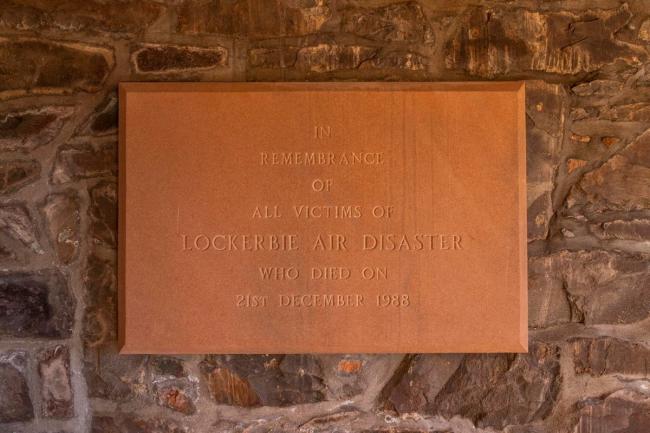 IN
REMEMBRANCE
OF
ALL VICTIMS OF
LOCKERBIE AIR DISASTER
WHO DIED ON
21ST DECEMBER 1988